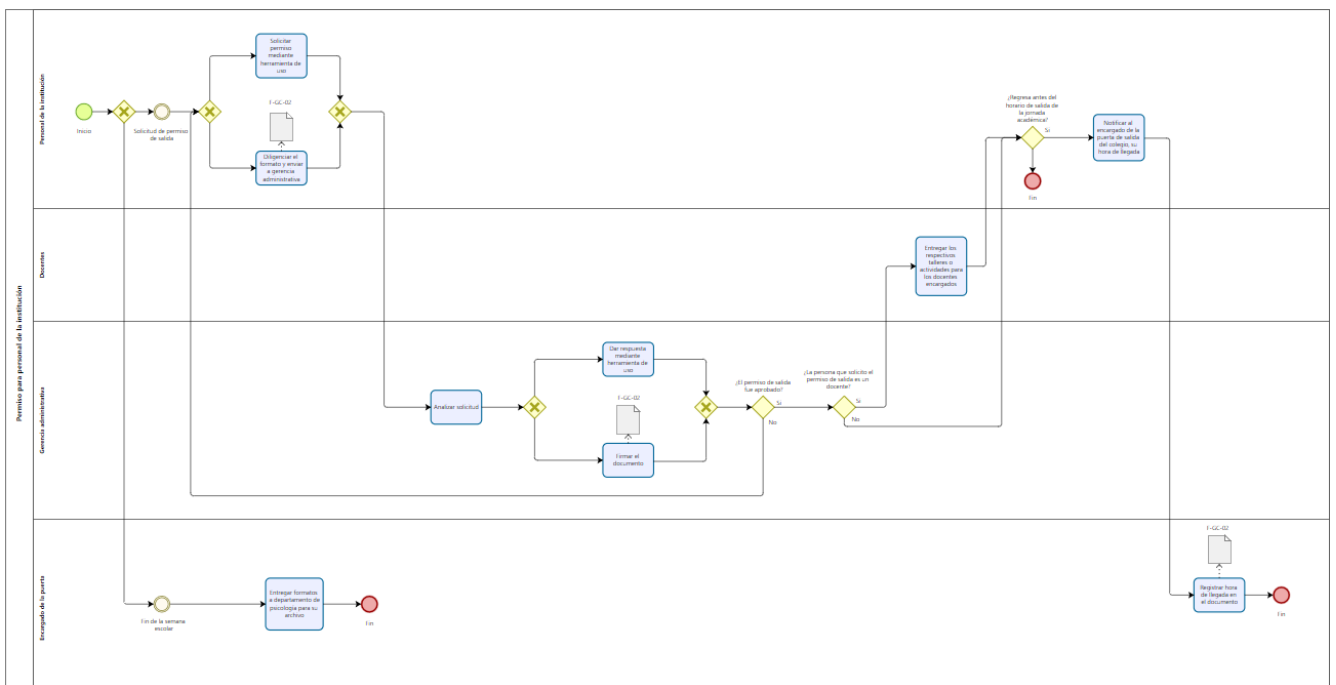 Permiso para personal de la institución
Personal de la institución
Inicio
Solicitud de permiso
de salida
Solicitar
permiso
mediante
herramienta de
uso
F-GC-02
Diligenciar el
formato y enviar
a gerencia
administrativa
¿Regresa antes del
horario de salida de
la jornada
académica?
Si
Fin
Notificar al
encargado de la
puerta de salida
del colegio, su
hora de llegada
Docentes
Entregar los
respectivos
talleres o
actividades para
los docentes
encargados
Gerencia administrativa
Analizar solicitud
Dar respuesta
mediante
herramienta de
uso
F-GC-02
Firmar el
documento
¿El permiso de salida
fue aprobado?
Si
No
¿La persona que solicito el
permiso de salida es un
docente?
Si
No
Encargado de la puerta
Fin de la semana
escolar
Entregar formatos
a departamento de
psicología para su
archivo
Fin
F-GC-02
Registrar hora
de llegada en
el documento
Fin